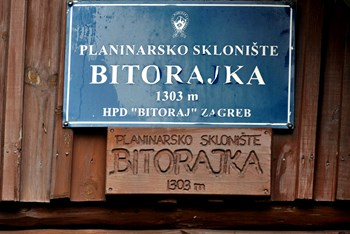 PLANINARSKO SKLONIŠTE
BITORAJKA
1303 m
HPD "BITORAJ" ZAGREB
PLANINARSKO SKLONIŠTE
BITORAJKA
1303 m